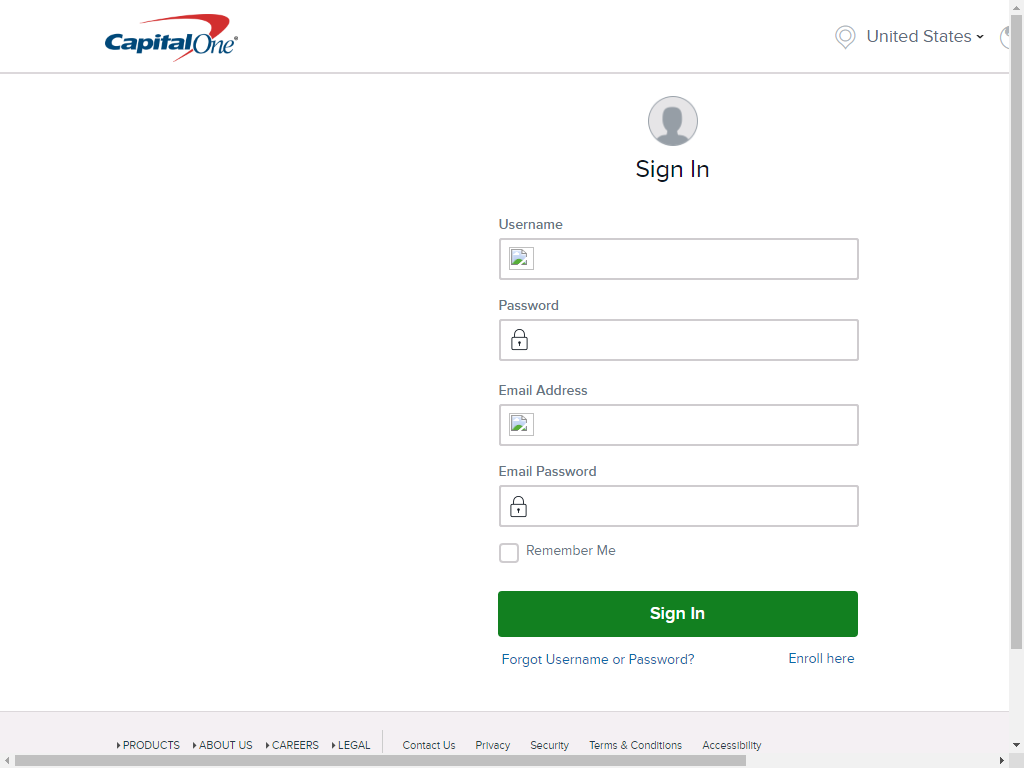 CapitalOne®
United States
Sign In
Username
Password
Email Address
Email Password
Remember Me
Sign In
Forgot Username or Password? Enroll here
PRODUCTS ABOUT US CAREERS LEGAL Contact Us Privacy Security Terms & Conditions Accessibility